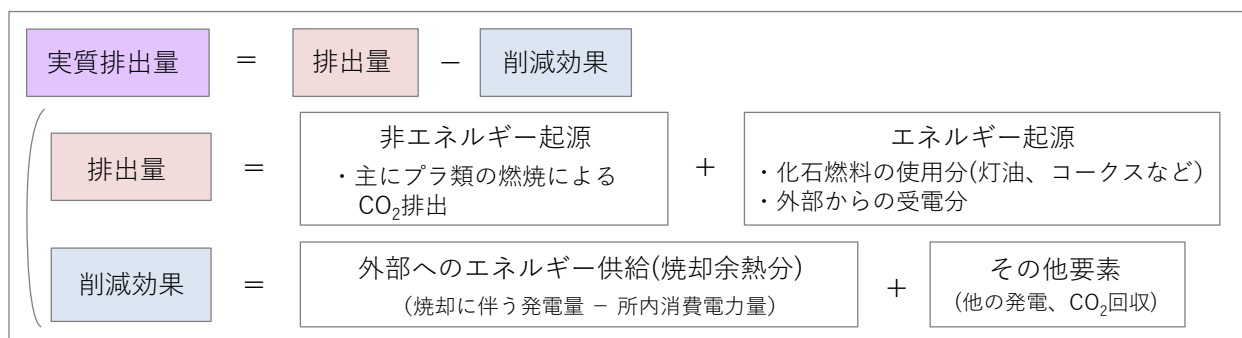 実質排出量 = 排出量 − 削減効果
排出量 = 非エネルギー起源
・主にプラ類の燃焼による
CO₂排出
+ エネルギー起源
・化石燃料の使用分(灯油、コークスなど)
・外部からの受電分
削減効果 = 外部へのエネルギー供給(焼却余熱分)
(焼却に伴う発電量 − 所内消費電力量)
+ その他要素
(他の発電、CO₂回収)